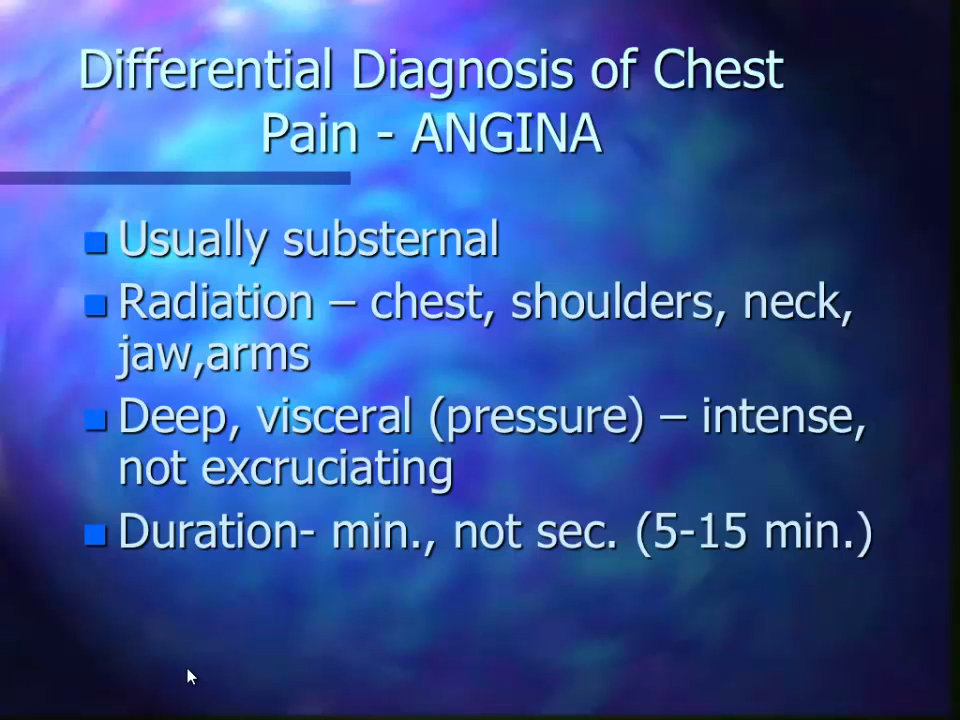 Differential Diagnosis of Chest
Pain - ANGINA
Usually substernal
Radiation – chest, shoulders, neck,
jaw,arms
Deep, visceral (pressure) – intense,
not excruciating
Duration- min., not sec. (5-15 min.)